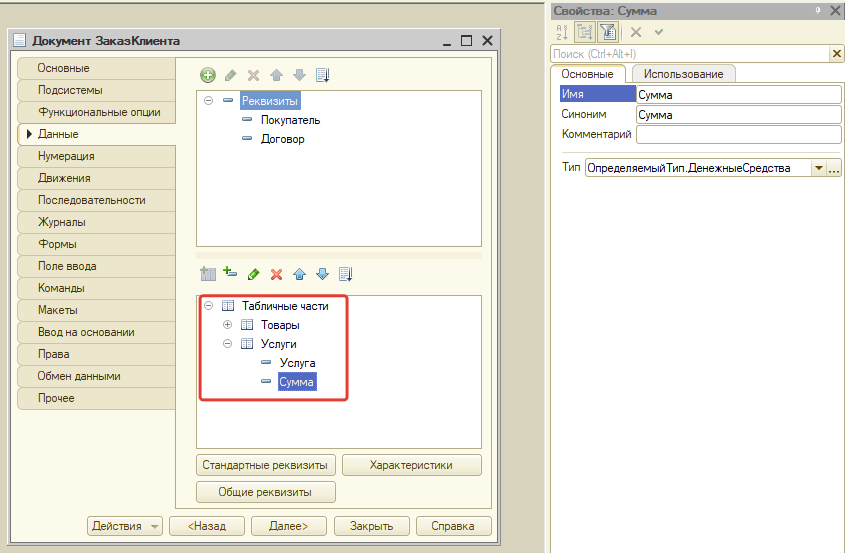 Документ ЗаказКлиента
Основные
Подсистемы
Функциональные опции
Данные
Нумерация
Движения
Последовательности
Журналы
Формы
Поле ввода
Команды
Макеты
Ввод на основании
Права
Обмен данными
Прочее
Реквизиты
Покупатель
Договор
Табличные части
Товары
Услуги
Услуга
Сумма
Стандартные реквизиты
Характеристики
Общие реквизиты
Действия
<Назад
Далее>
Закрыть
Справка
Свойства: Сумма
Поиск (Ctrl+Alt+I)
Основные
Использование
Имя
Сумма
Синоним
Сумма
Комментарий
Тип
ОпределяемыйТип.ДенежныеСредства
...